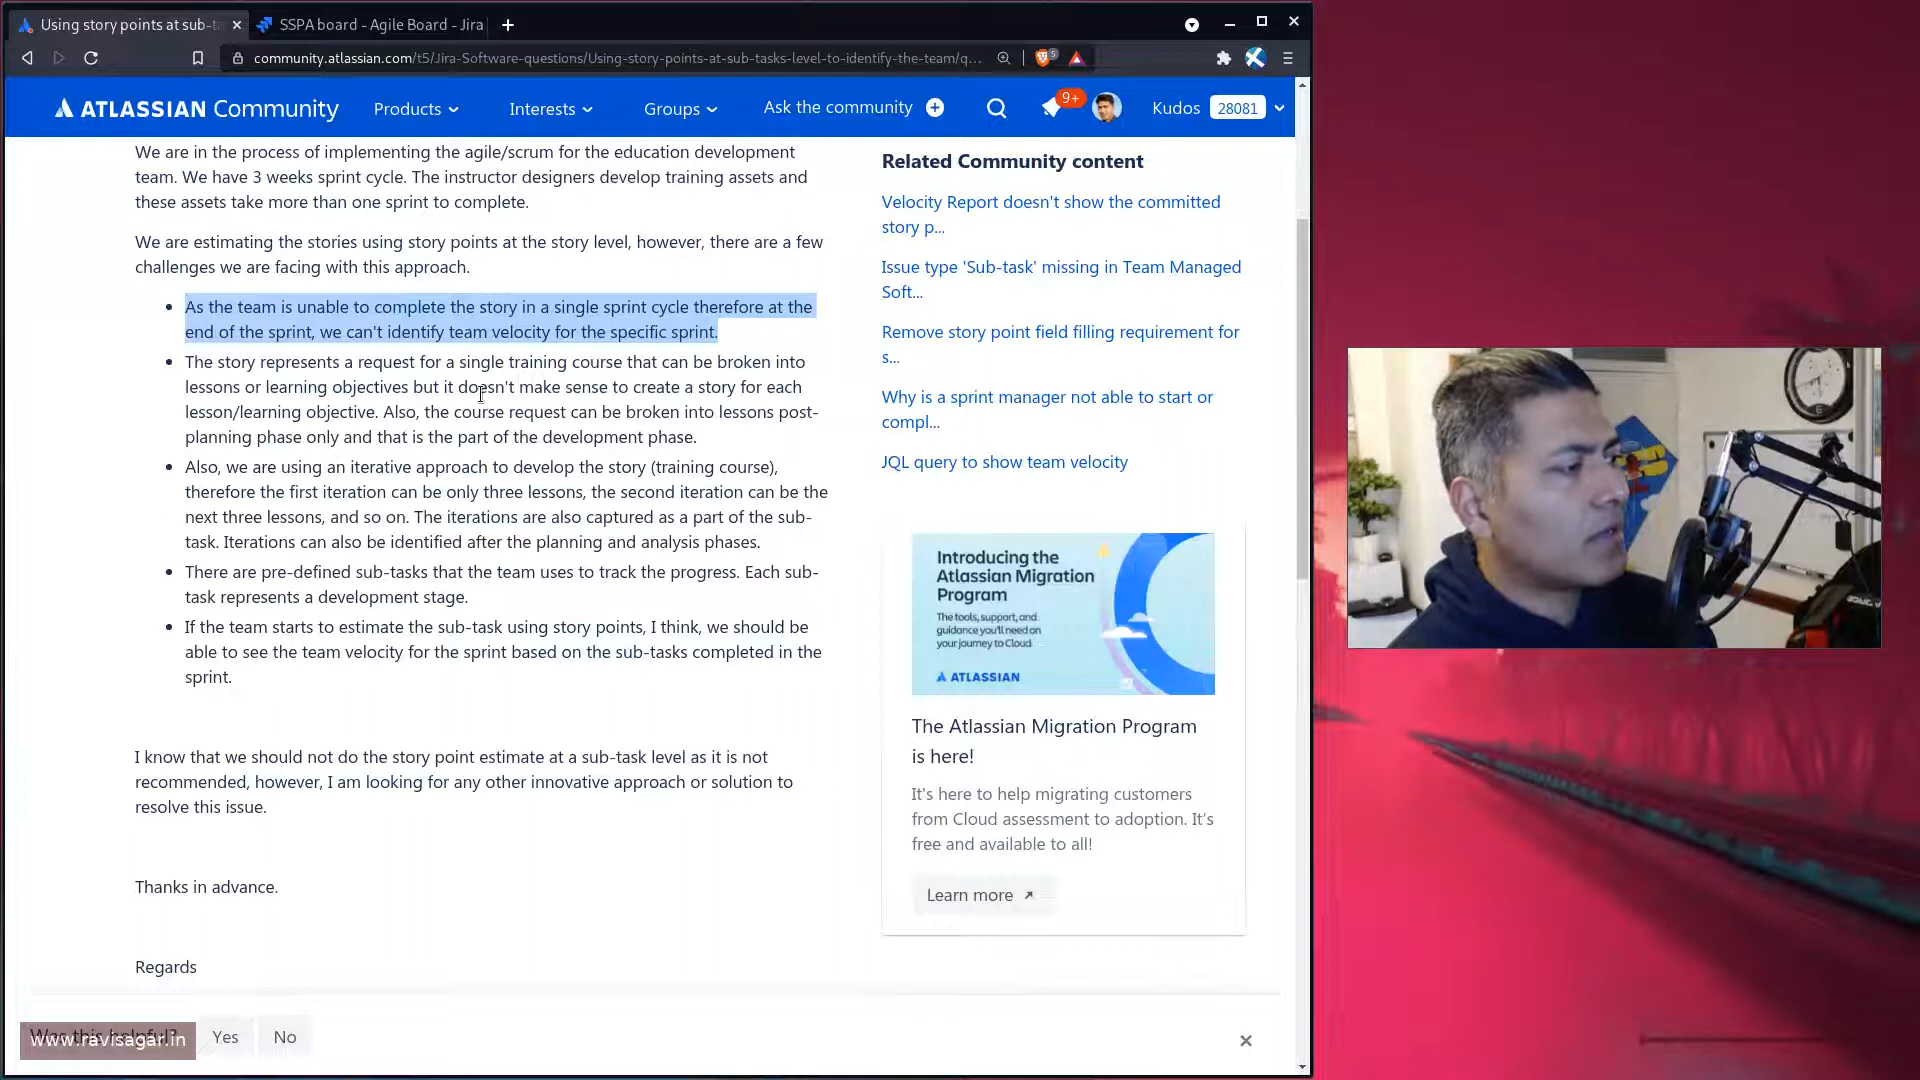 Using story points at sub-ta
SSPA board - Agile Board - Jira
community.atlassian.com/t5/Jira-Software-questions/Using-story-points-at-sub-tasks-level-to-identify-the-team/q...
5
ATLASSIAN Community
Products
Interests
Groups
Ask the community
9+
Kudos
28081
We are in the process of implementing the agile/scrum for the education development
team. We have 3 weeks sprint cycle. The instructor designers develop training assets and
these assets take more than one sprint to complete.
We are estimating the stories using story points at the story level, however, there are a few
challenges we are facing with this approach.
• As the team is unable to complete the story in a single sprint cycle therefore at the
end of the sprint, we can't identify team velocity for the specific sprint.
• The story represents a request for a single training course that can be broken into
lessons or learning objectives but it doesn't make sense to create a story for each
lesson/learning objective. Also, the course request can be broken into lessons post-
planning phase only and that is the part of the development phase.
• Also, we are using an iterative approach to develop the story (training course),
therefore the first iteration can be only three lessons, the second iteration can be the
next three lessons, and so on. The iterations are also captured as a part of the sub-
task. Iterations can also be identified after the planning and analysis phases.
• There are pre-defined sub-tasks that the team uses to track the progress. Each sub-
task represents a development stage.
• If the team starts to estimate the sub-task using story points, I think, we should be
able to see the team velocity for the sprint based on the sub-tasks completed in the
sprint.
I know that we should not do the story point estimate at a sub-task level as it is not
recommended, however, I am looking for any other innovative approach or solution to
resolve this issue.
Thanks in advance.
Regards
Related Community content
Velocity Report doesn't show the committed
story p...
Issue type 'Sub-task' missing in Team Managed
Soft...
Remove story point field filling requirement for
s...
Why is a sprint manager not able to start or
compl...
JQL query to show team velocity
Introducing the
Atlassian Migration
Program
The tools, support, and
guidance you'll need on
your journey to Cloud.
ATLASSIAN
The Atlassian Migration Program
is here!
It's here to help migrating customers
from Cloud assessment to adoption. It's
free and available to all!
Learn more
Was this helpful?
Yes
No
www.ravisagar.in